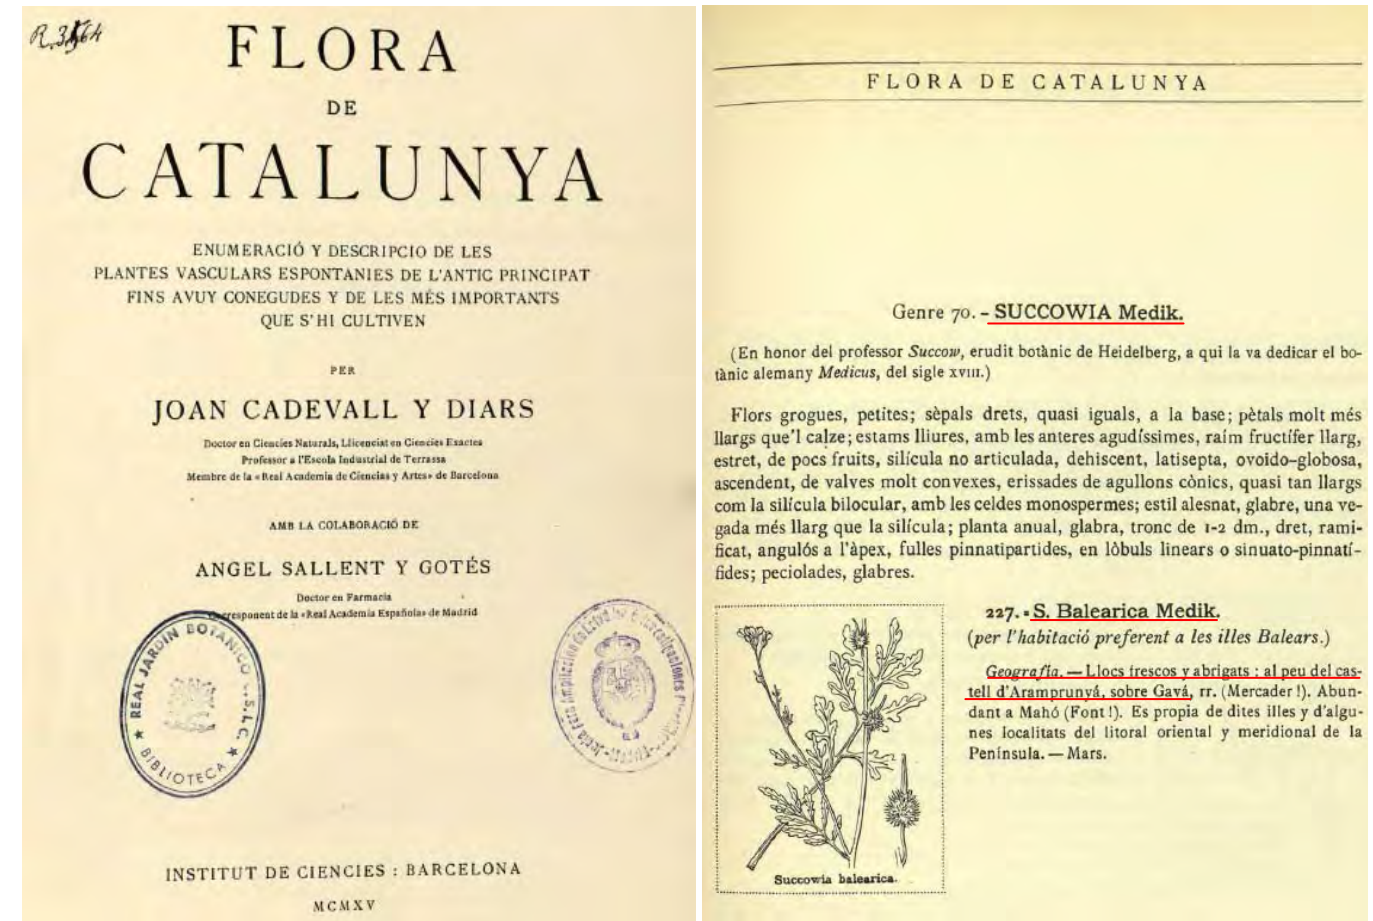 R. 3564
FLORA
DE
CATALUNYA
ENUMERACIÓ Y DESCRIPCIO DE LES
PLANTES VASCULARS ESPONTANIES DE L'ANTIC PRINCIPAT
FINS AVUY CONEGUDES Y DE LES MÉS IMPORTANTS
QUE S'HI CULTIVEN
PER
JOAN CADEVALL Y DIARS
Doctor en Ciencies Naturals, Llicenciat en Ciencies Exactes
Professor a l'Escola Industrial de Terrassa
Membre de la «Real Academia de Ciencias y Artes» de Barcelona
AMB LA COLABORACIÓ DE
ANGEL SALLENT Y GOTÉS
Doctor en Farmacia
Corresponent de la «Real Academia Española» de Madrid
REAL JARDIN BOTANICO C.S.I.C.
BIBLIOTECA
INSTITUT DE CIENCIES : BARCELONA
MCMXV
FLORA DE CATALUNYA
Genre 70. - SUCCOWIA Medik.
(En honor del professor Succow, erudit botànic de Heidelberg, a qui la va dedicar el bo-
tànic alemany Medicus, del sigle XVIII.)
Flors grogues, petites; sèpals drets, quasi iguals, a la base; pètals molt més
llargs que'l calze; estams lliures, amb les anteres agudíssimes, raím fructífer llarg,
estret, de pocs fruits, silícula no articulada, dehiscent, latisepta, ovoido-globosa,
ascendent, de valves molt convexes, erissades de agullons cònics, quasi tan llargs
com la silícula bilocular, amb les celdes monospermes; estil alesnat, glabre, una ve-
gada més llarg que la silícula; planta anual, glabra, tronc de 1-2 dm., dret, rami-
ficat, angulós a l'àpex, fulles pinnatipartides, en lòbuls linears o sinuato-pinnatí-
fides; peciolades, glabres.
227. - S. Balearica Medik.
(per l'habitació preferent a les illes Balears.)
Geografía. — Llocs frescos y abrigats : al peu del cas-
tell d'Aramprunyá, sobre Gavá, rr. (Mercader !). Abun-
dant a Mahó (Font !). Es propia de dites illes y d'algu-
nes localitats del litoral oriental y meridional de la
Península. — Mars.
Succowia balearica.